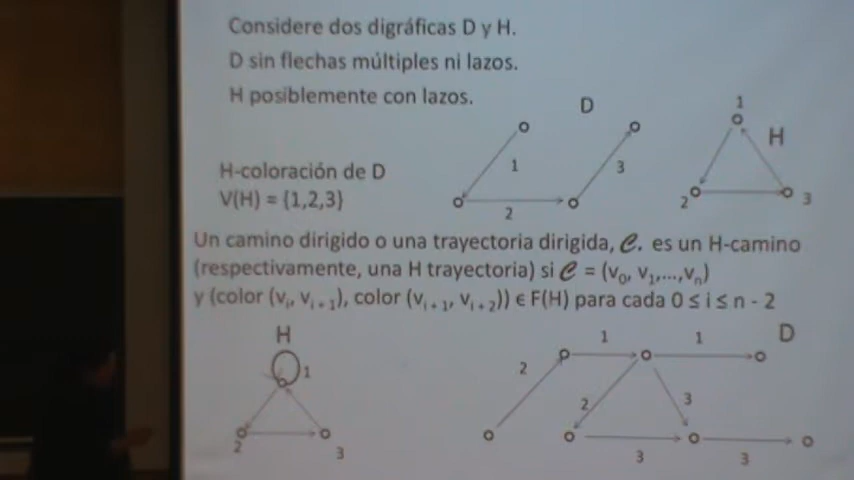 Considere dos digráficas D y H.
D sin flechas múltiples ni lazos.
H posiblemente con lazos.
D
1
H
1
3
H-coloración de D
V(H) = {1,2,3}
2
2
3
Un camino dirigido o una trayectoria dirigida, 𝒞. es un H-camino
(respectivamente, una H trayectoria) si 𝒞 = (v₀, v₁,...,vₙ)
y (color (vᵢ, vᵢ₊₁), color (vᵢ₊₁, vᵢ₊₂)) ∈ F(H) para cada 0 ≤ i ≤ n - 2
H
1
1
D
1
2
2
3
2
3
3
3